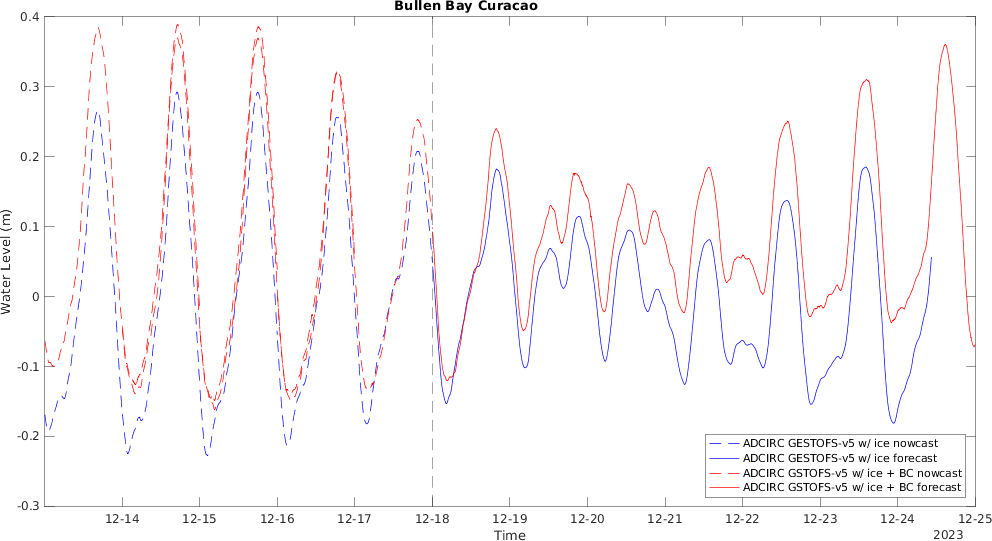 Bullen Bay Curacao
0.4
0.3
0.2
0.1
0
-0.1
-0.2
-0.3
Water Level (m)
ADCIRC GESTOFS-v5 w/ ice nowcast
ADCIRC GESTOFS-v5 w/ ice forecast
ADCIRC GSTOFS-v5 w/ ice + BC nowcast
ADCIRC GSTOFS-v5 w/ ice + BC forecast
12-14 12-15 12-16 12-17 12-18 12-19 12-20 12-21 12-22 12-23 12-24 12-25
Time
2023